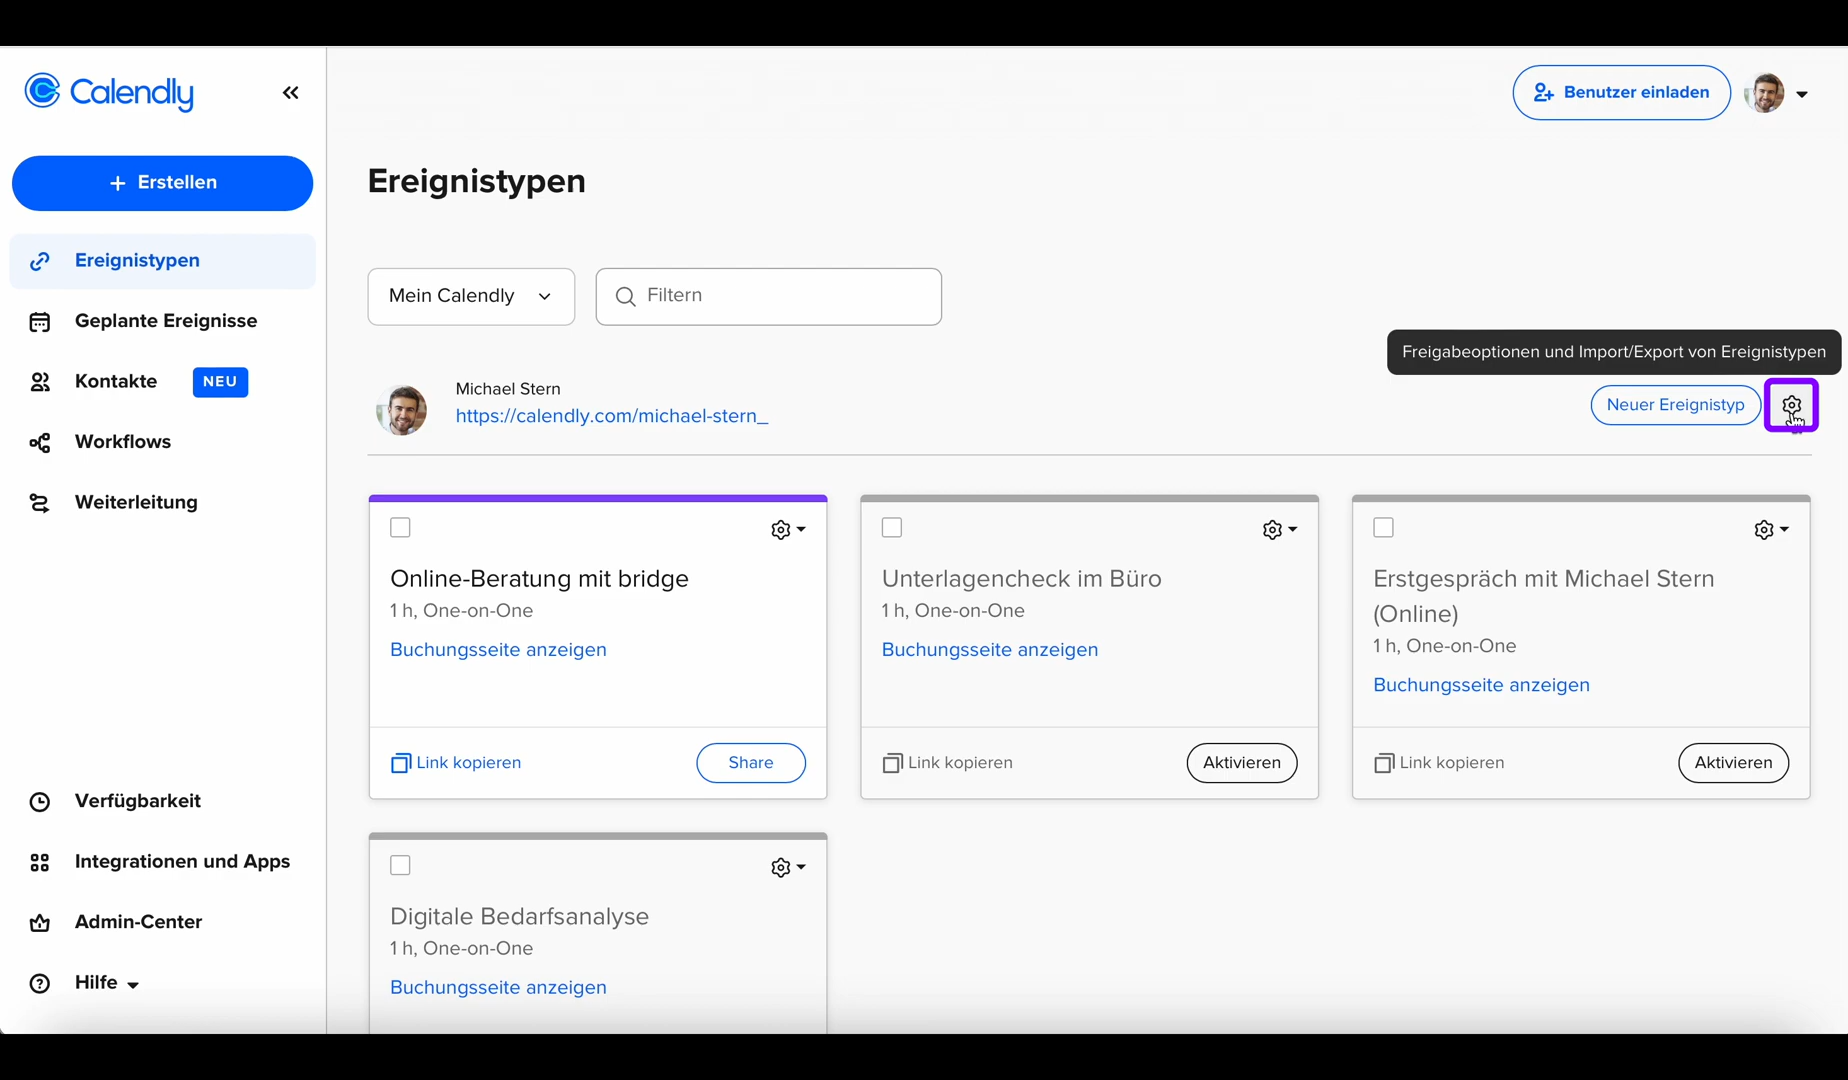 Calendly
Benutzer einladen
+ Erstellen
Ereignistypen
Ereignistypen
Geplante Ereignisse
Kontakte NEU
Workflows
Weiterleitung
Verfügbarkeit
Integrationen und Apps
Admin-Center
Hilfe
Mein Calendly
Filtern
Freigabeoptionen und Import/Export von Ereignistypen
Michael Stern
https://calendly.com/michael-stern_
Neuer Ereignistyp
Online-Beratung mit bridge
1 h, One-on-One
Buchungsseite anzeigen
Link kopieren
Share
Unterlagencheck im Büro
1 h, One-on-One
Buchungsseite anzeigen
Link kopieren
Aktivieren
Erstgespräch mit Michael Stern
(Online)
1 h, One-on-One
Buchungsseite anzeigen
Link kopieren
Aktivieren
Digitale Bedarfsanalyse
1 h, One-on-One
Buchungsseite anzeigen